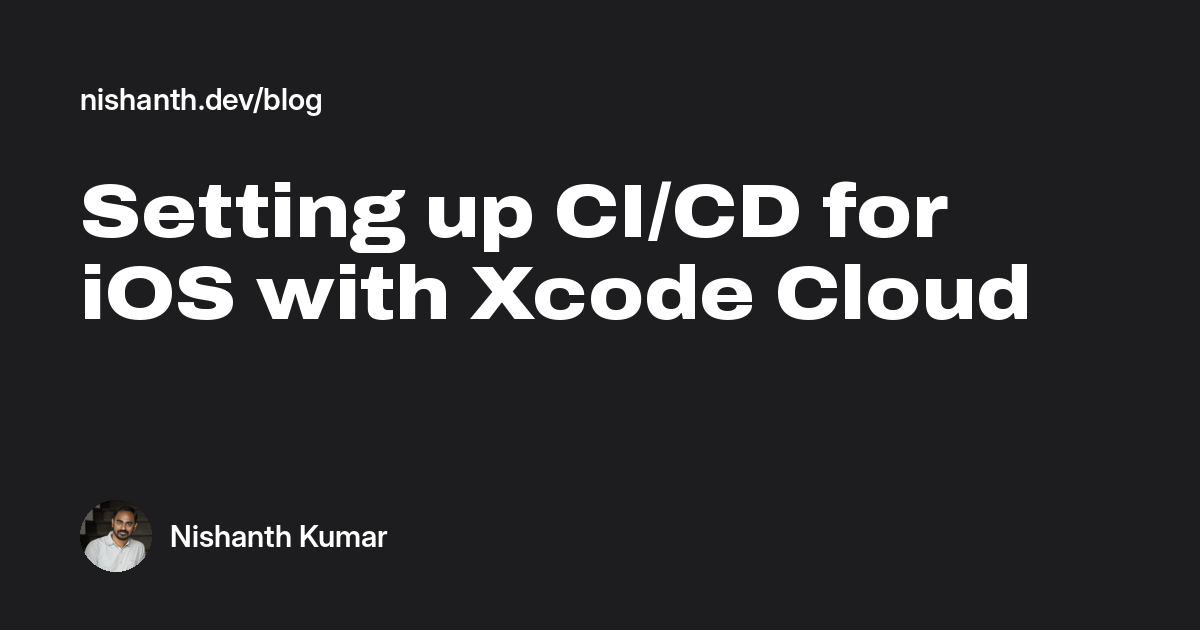 nishanth.dev/blog
Setting up CI/CD for
iOS with Xcode Cloud
Nishanth Kumar